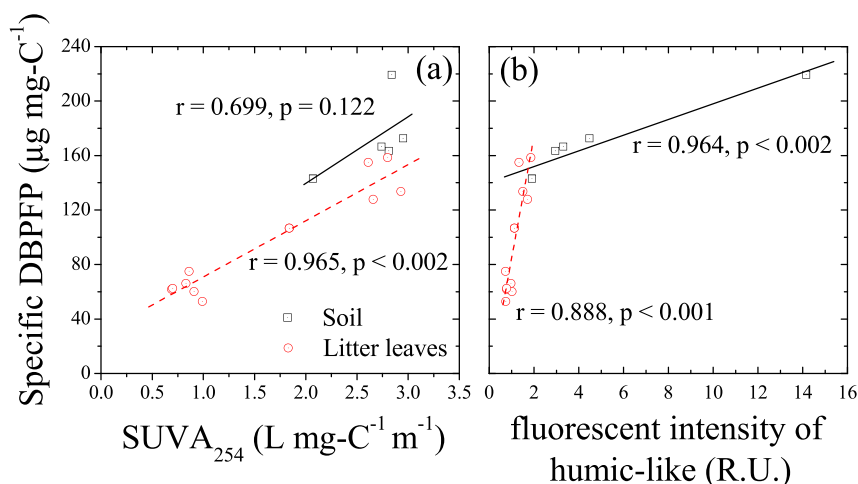 Specific DBPFP (µg mg-C⁻¹)
240
200
160
120
80
40
0
(a)
r = 0.699, p = 0.122
r = 0.965, p < 0.002
Soil
Litter leaves
0.0 0.5 1.0 1.5 2.0 2.5 3.0 3.5
SUVA₂₅₄ (L mg-C⁻¹ m⁻¹)
(b)
r = 0.964, p < 0.002
r = 0.888, p < 0.001
0 2 4 6 8 10 12 14 16
fluorescent intensity of
humic-like (R.U.)